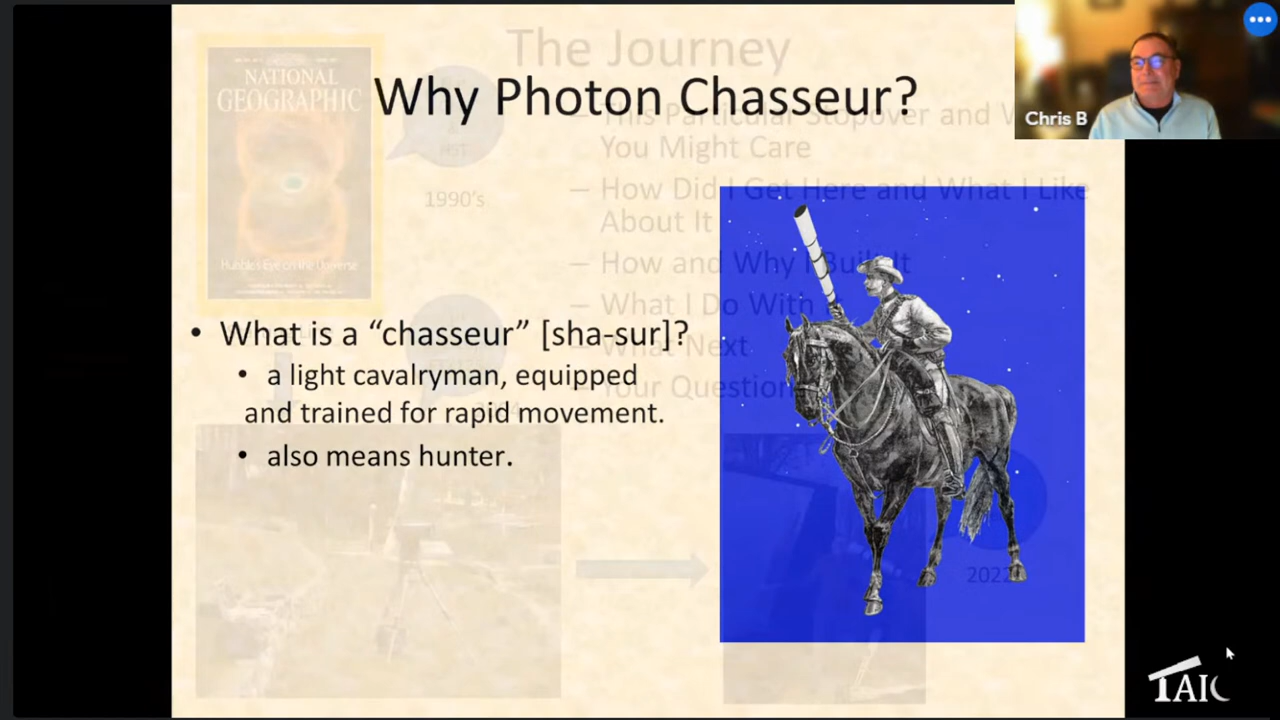 The Journey
Why Photon Chasseur?
Chris B
NATIONAL
GEOGRAPHIC
Hubble's Eye on the Universe
HST
1990's
– This Particular Stopover and W
You Might Care
– How Did I Get Here and What I Like
About It
– How and Why I Built It
– What I Do With it
– What Next
– Your Question
• What is a “chasseur” [sha-sur]?
• a light cavalryman, equipped
and trained for rapid movement.
• also means hunter.
2022
TAIC